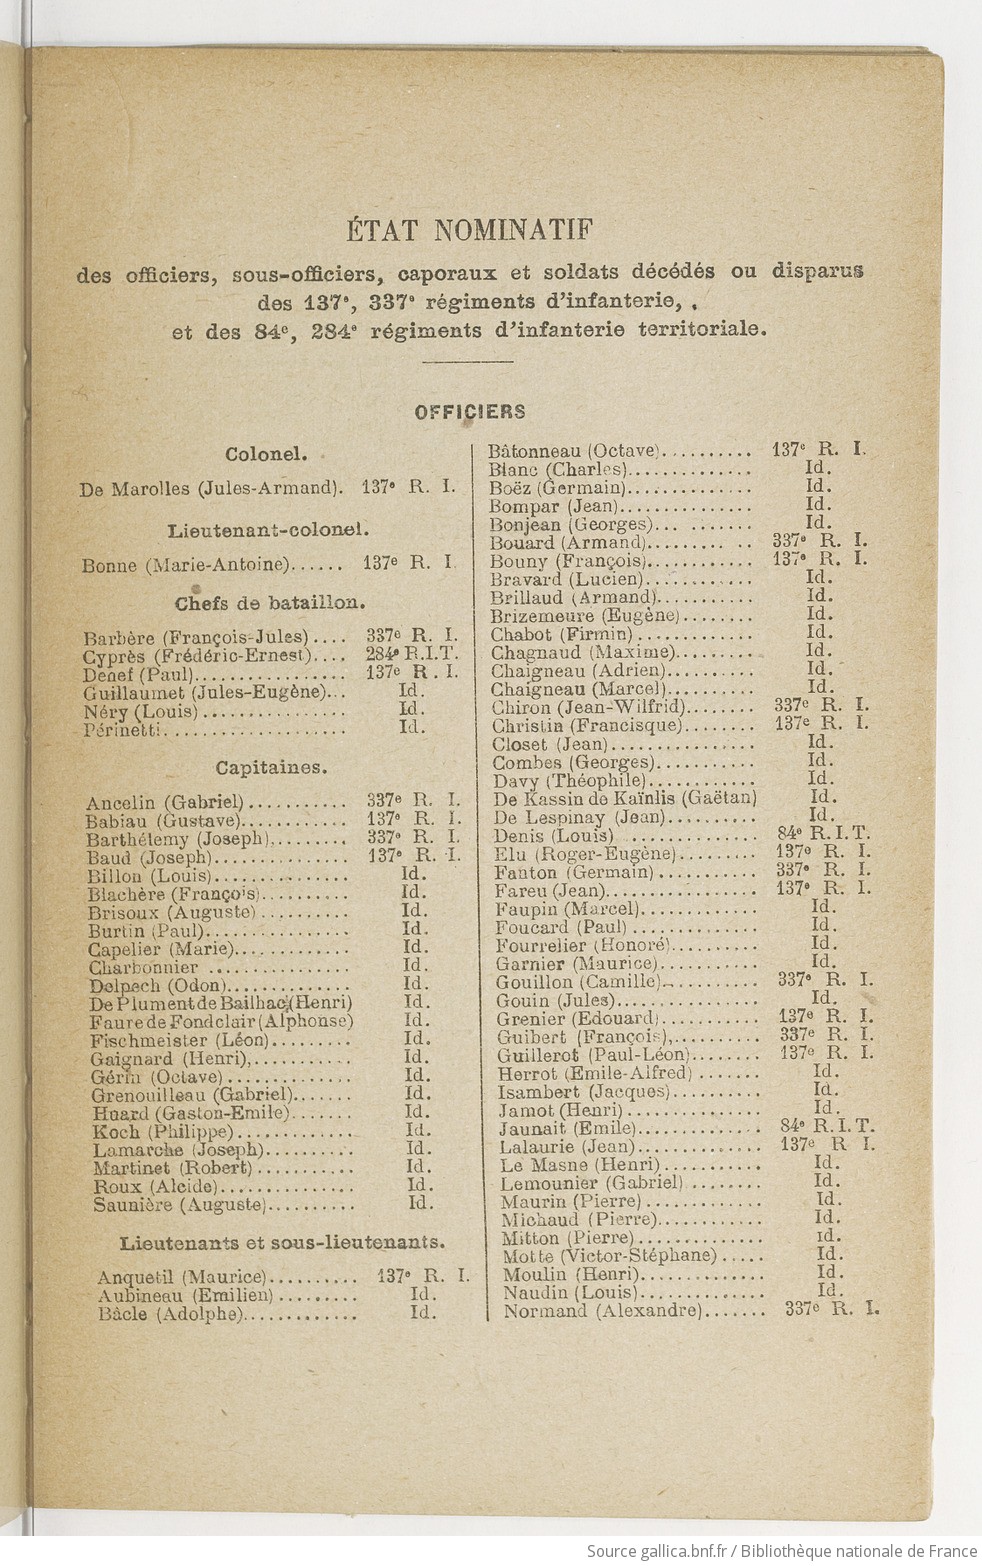 ÉTAT NOMINATIF
des officiers, sous-officiers, caporaux et soldats décédés ou disparus
des 137e, 337e régiments d'infanterie,
et des 84e, 284e régiments d'infanterie territoriale.
OFFICIERS
Colonel.
De Marolles (Jules-Armand). 137e R. I.
Lieutenant-colonel.
Bonne (Marie-Antoine)...... 137e R. I
Chefs de bataillon.
Barbère (François-Jules).... 337e R. I.
Cyprès (Frédéric-Ernest).... 284e R.I.T.
Denef (Paul)................. 137e R. I.
Guillaumet (Jules-Eugène)... Id.
Néry (Louis)................ Id.
Périnetti................... Id.
Capitaines.
Ancelin (Gabriel)........... 337e R. I.
Babiau (Gustave)............ 137e R. I.
Barthélemy (Joseph)......... 337e R. I.
Baud (Joseph)............... 137e R. I.
Billon (Louis)............... Id.
Blachère (François).......... Id.
Brisoux (Auguste).......... Id.
Burtin (Paul)................ Id.
Capelier (Marie)............. Id.
Charbonnier ............... Id.
Delpech (Odon).............. Id.
De Plument de Bailhac (Henri) Id.
Faure de Fondclair (Alphonse) Id.
Fischmeister (Léon)......... Id.
Gaignard (Henri)............ Id.
Gérin (Octave).............. Id.
Grenouilleau (Gabriel)....... Id.
Huard (Gaston-Emile)....... Id.
Koch (Philippe)............. Id.
Lamarche (Joseph).......... Id.
Martinet (Robert)........... Id.
Roux (Alcide)............... Id.
Saunière (Auguste).......... Id.
Lieutenants et sous-lieutenants.
Anquetil (Maurice).......... 137e R. I.
Aubineau (Emilien)......... Id.
Bâcle (Adolphe)............. Id.
Bâtonneau (Octave).......... 137e R. I.
Blanc (Charles).............. Id.
Boëz (Germain).............. Id.
Bompar (Jean)............... Id.
Bonjean (Georges)... ....... Id.
Bouard (Armand)......... .. 337e R. I.
Bouny (François)............ 137e R. I.
Bravard (Lucien)............ Id.
Brillaud (Armand)........... Id.
Brizemeure (Eugène)........ Id.
Chabot (Firmin)............. Id.
Chagnaud (Maxime)......... Id.
Chaigneau (Adrien).......... Id.
Chaigneau (Marcel).......... Id.
Chiron (Jean-Wilfrid)........ 337e R. I.
Christin (Francisque)........ 137e R. I.
Closet (Jean)................ Id.
Combes (Georges)........... Id.
Davy (Théophile)............ Id.
De Kassin de Kaïnlis (Gaëtan) Id.
De Lespinay (Jean).......... Id.
Denis (Louis) .............. 84e R.I.T.
Elu (Roger-Eugène)......... 137e R. I.
Fanton (Germain)........... 337e R. I.
Fareu (Jean)................. 137e R. I.
Faupin (Marcel)............. Id.
Foucard (Paul).............. Id.
Fourrelier (Honoré).......... Id.
Garnier (Maurice)........... Id.
Gouillon (Camille).......... 337e R. I.
Gouin (Jules)................ Id.
Grenier (Edouard)........... 137e R. I.
Guibert (François),.......... 337e R. I.
Guillerot (Paul-Léon)........ 137e R. I.
Herrot (Emile-Alfred)....... Id.
Isambert (Jacques).......... Id.
Jamot (Henri)............... Id.
Jaunait (Emile).............. 84e R.I.T.
Lalaurie (Jean).............. 137e R I.
Le Masne (Henri)........... Id.
Lemounier (Gabriel)........ Id.
Maurin (Pierre)............. Id.
Michaud (Pierre)............ Id.
Mitton (Pierre).............. Id.
Motte (Victor-Stéphane)..... Id.
Moulin (Henri).............. Id.
Naudin (Louis).............. Id.
Normand (Alexandre)....... 337e R. I.
Source gallica.bnf.fr / Bibliothèque nationale de France